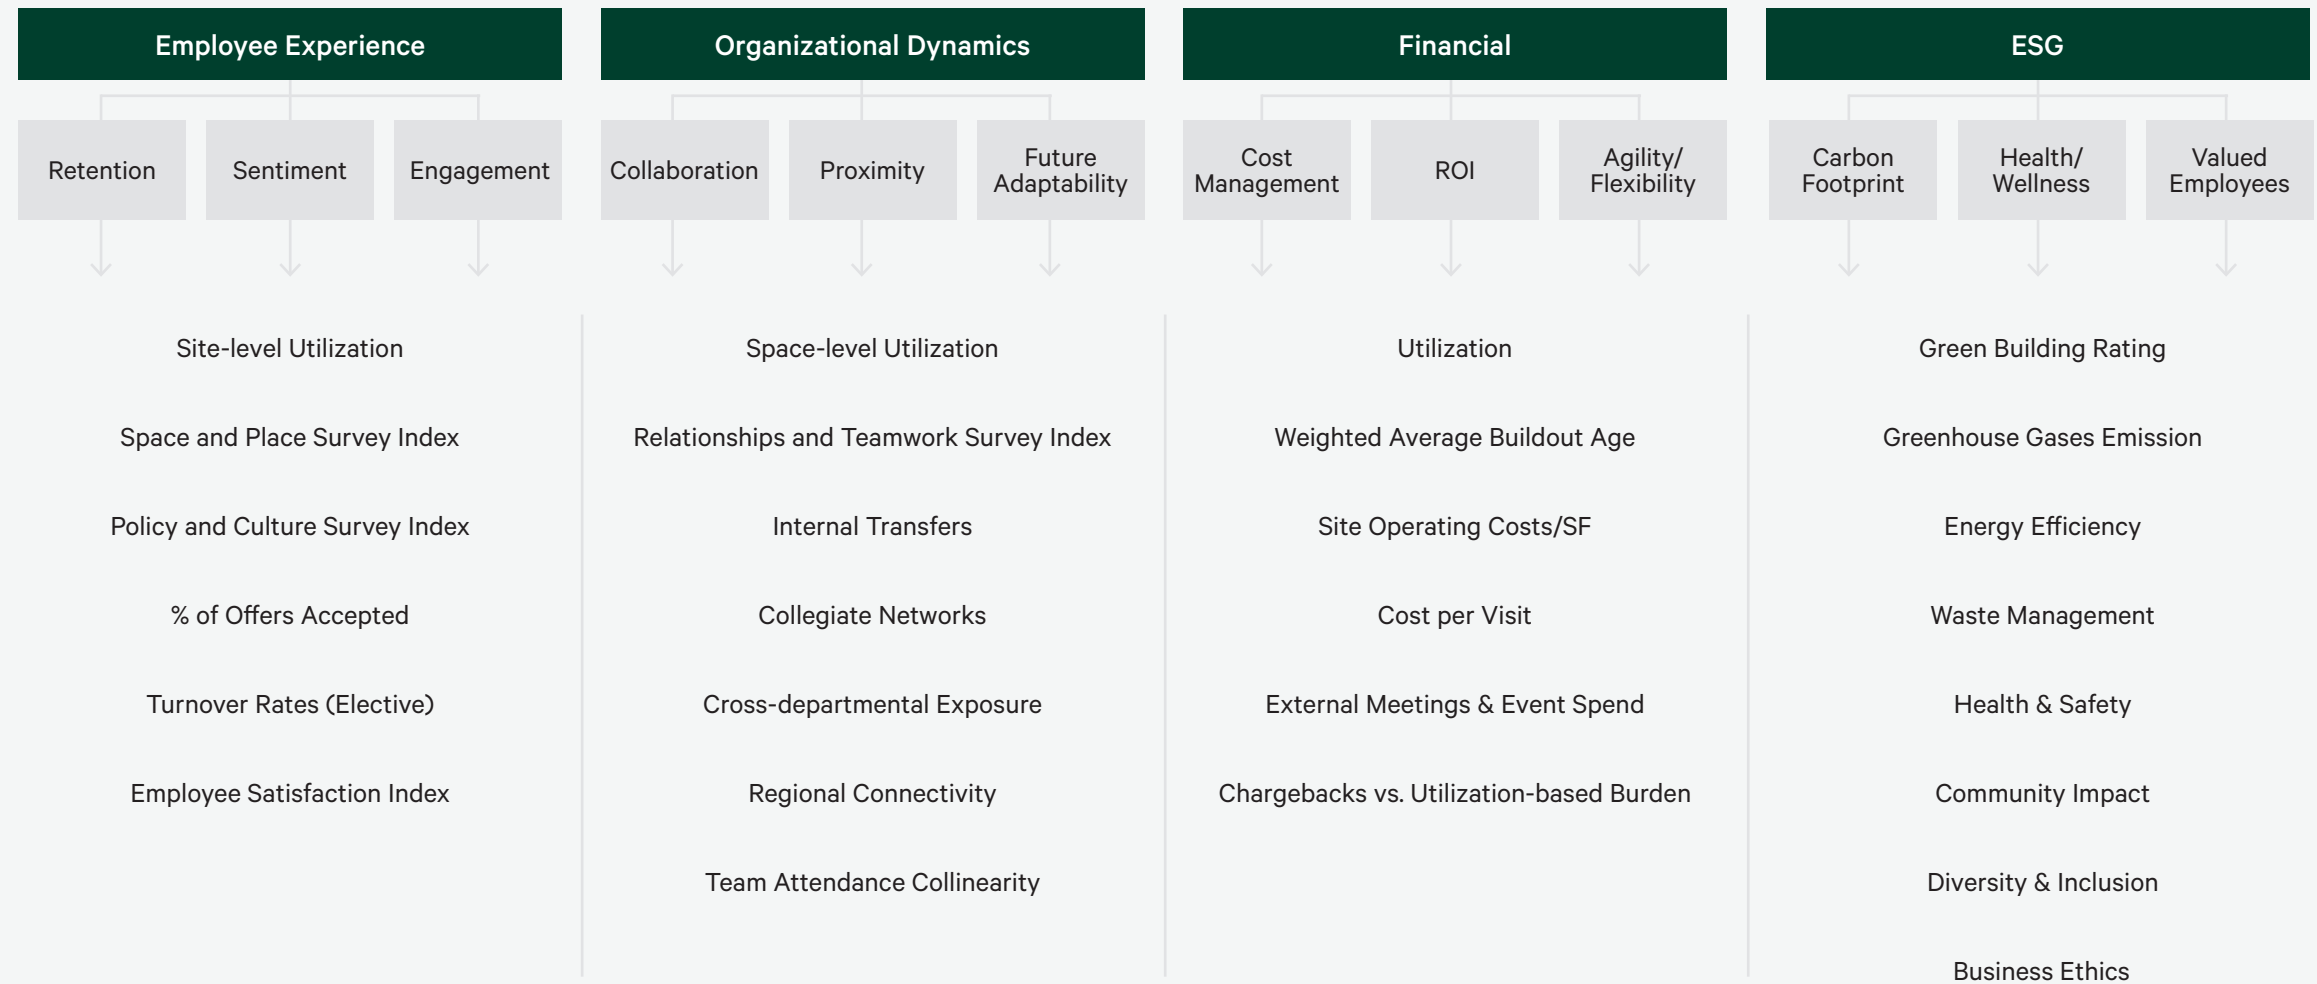 Employee Experience
Retention
Sentiment
Engagement
Site-level Utilization
Space and Place Survey Index
Policy and Culture Survey Index
% of Offers Accepted
Turnover Rates (Elective)
Employee Satisfaction Index
Organizational Dynamics
Collaboration
Proximity
Future
Adaptability
Space-level Utilization
Relationships and Teamwork Survey Index
Internal Transfers
Collegiate Networks
Cross-departmental Exposure
Regional Connectivity
Team Attendance Collinearity
Financial
Cost
Management
ROI
Agility/
Flexibility
Utilization
Weighted Average Buildout Age
Site Operating Costs/SF
Cost per Visit
External Meetings & Event Spend
Chargebacks vs. Utilization-based Burden
ESG
Carbon
Footprint
Health/
Wellness
Valued
Employees
Green Building Rating
Greenhouse Gases Emission
Energy Efficiency
Waste Management
Health & Safety
Community Impact
Diversity & Inclusion
Business Ethics